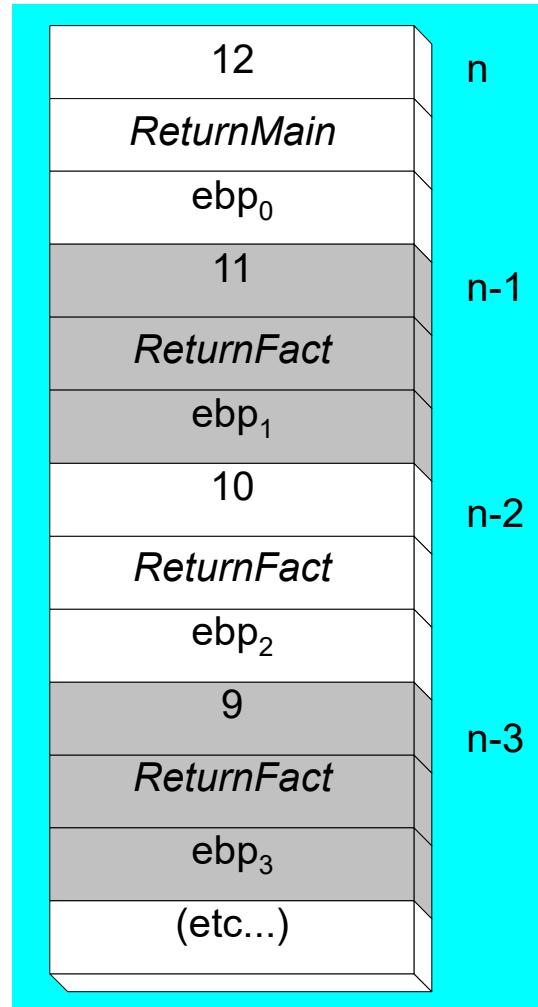 12 n
ReturnMain
ebp₀
11 n-1
ReturnFact
ebp₁
10 n-2
ReturnFact
ebp₂
9 n-3
ReturnFact
ebp₃
(etc...)